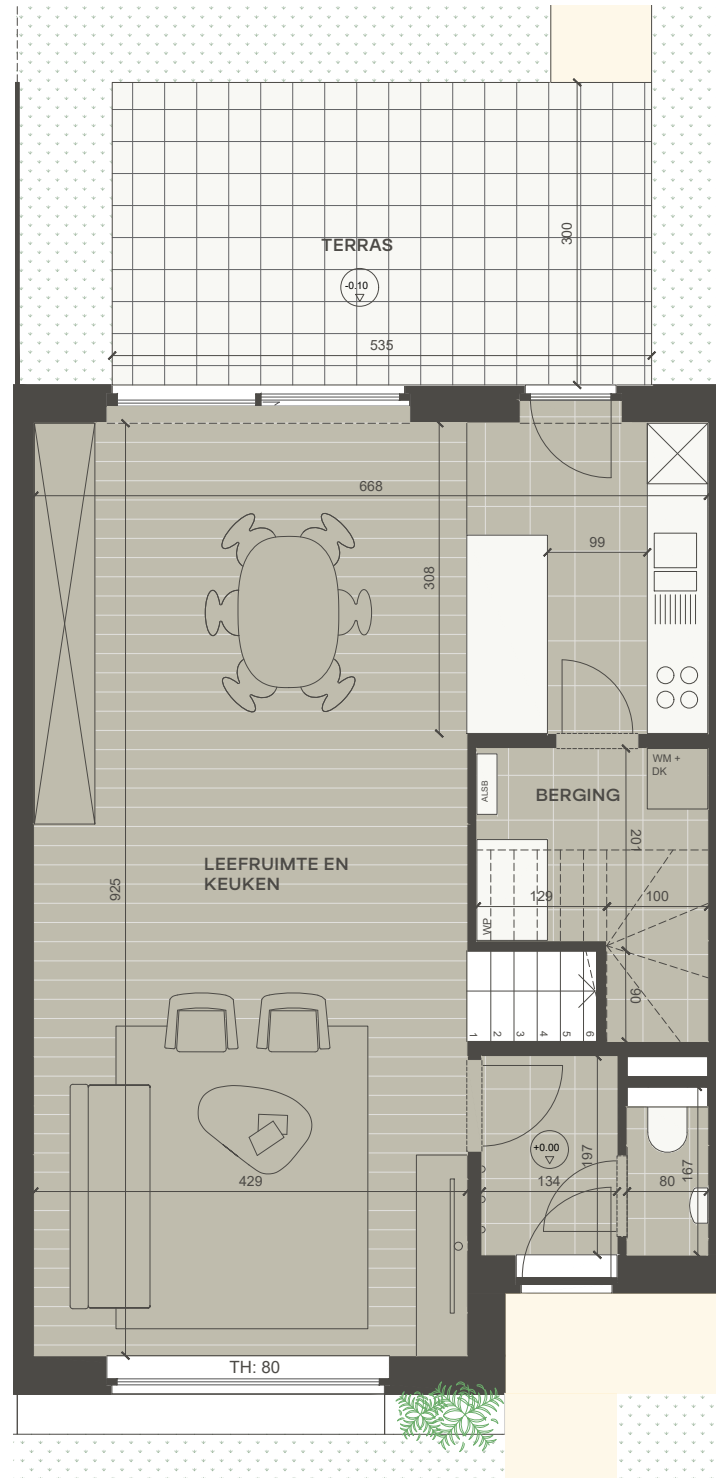 TERRAS
-0.10
300
535
668
99
308
WM +
DK
ALSB
BERGING
201
LEEFRUIMTE EN
KEUKEN
925
129
100
WP
90
1 2 3 4 5 6
+0.00
197
167
429
134
80
TH: 80